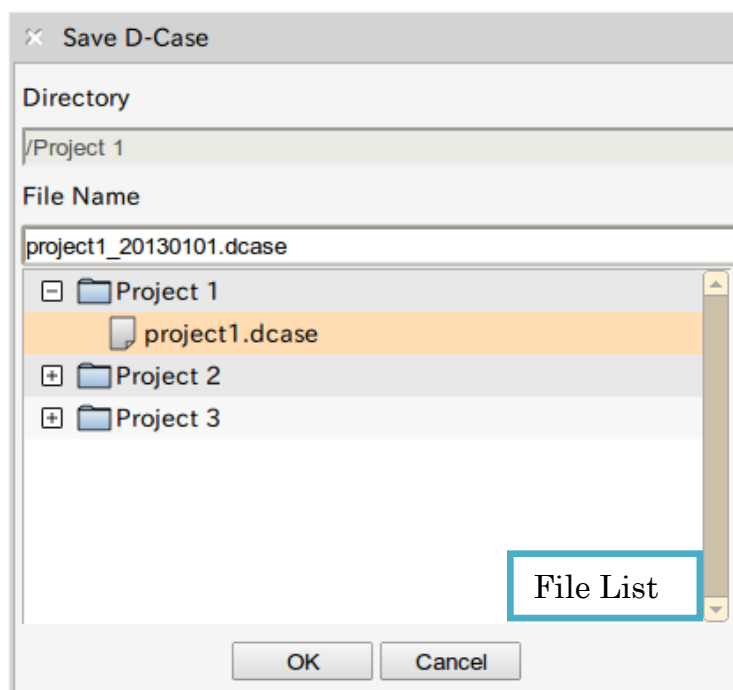 Save D-Case
Directory
/Project 1
File Name
project1_20130101.dcase
Project 1
project1.dcase
Project 2
Project 3
File List
OK Cancel